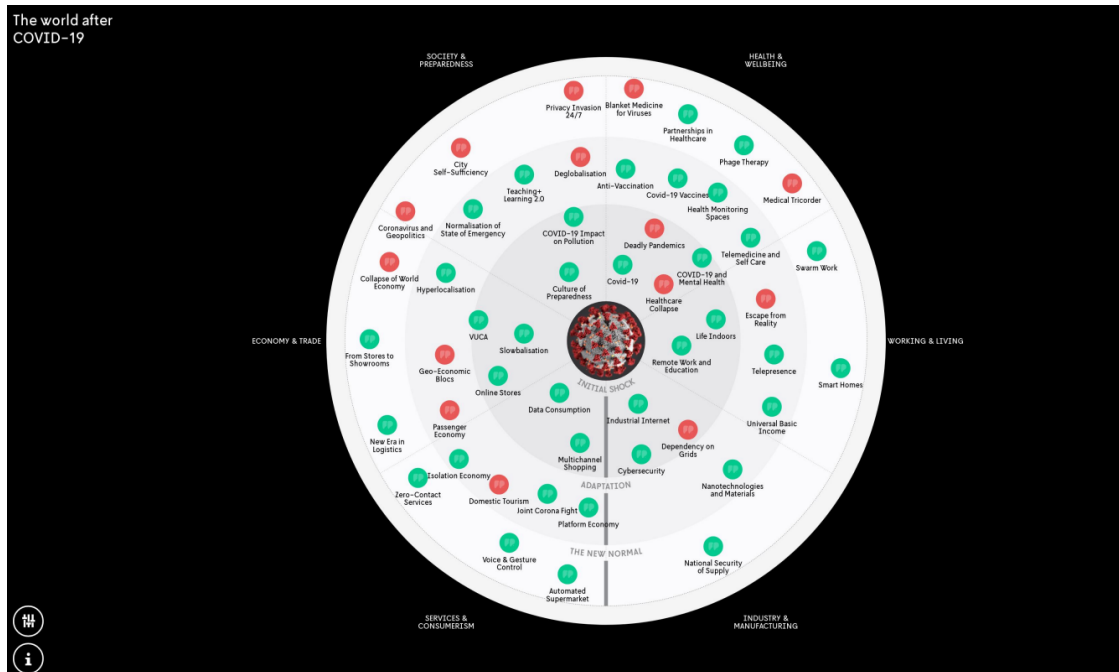 The world after
COVID-19
SOCIETY &
PREPAREDNESS
HEALTH &
WELLBEING
Privacy Invasion
24/7
Blanket Medicine
for Viruses
Partnerships in
Healthcare
Phage Therapy
City
Self-Sufficiency
Deglobalisation
Anti-Vaccination
Covid-19 Vaccines
Medical Tricorder
Teaching+
Learning 2.0
Health Monitoring
Spaces
Coronavirus and
Geopolitics
Normalisation of
State of Emergency
COVID-19 Impact
on Pollution
Deadly Pandemics
Telemedicine and
Self Care
Swarm Work
Collapse of World
Economy
Hyperlocalisation
Culture of
Preparedness
Covid-19
COVID-19 and
Mental Health
Healthcare
Collapse
Escape from
Reality
ECONOMY & TRADE
WORKING & LIVING
VUCA
Slowbalisation
Life Indoors
From Stores to
Showrooms
Geo-Economic
Blocs
Remote Work and
Education
Telepresence
Smart Homes
Online Stores
INITIAL SHOCK
Data Consumption
Industrial Internet
Universal Basic
Income
Passenger
Economy
New Era in
Logistics
Multichannel
Shopping
Dependency on
Grids
Cybersecurity
Isolation Economy
Nanotechnologies
and Materials
ADAPTATION
Zero-Contact
Services
Domestic Tourism
Joint Corona Fight
Platform Economy
THE NEW NORMAL
Voice & Gesture
Control
National Security
of Supply
Automated
Supermarket
SERVICES &
CONSUMERISM
INDUSTRY &
MANUFACTURING
i